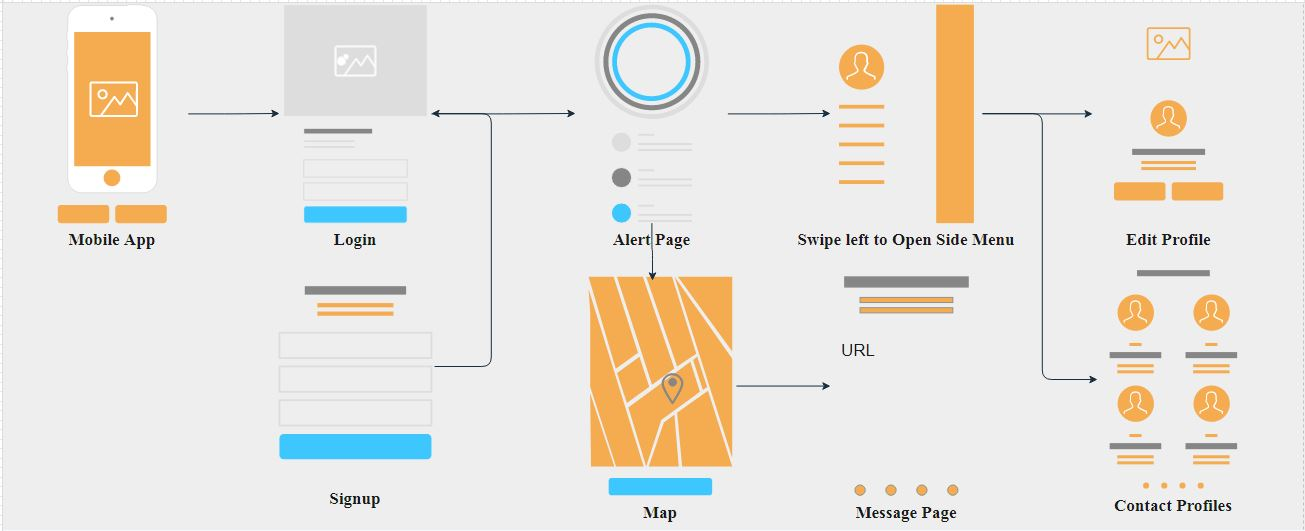 Mobile App
Login
Alert Page
Swipe left to Open Side Menu
Edit Profile
URL
Signup
Map
Message Page
Contact Profiles